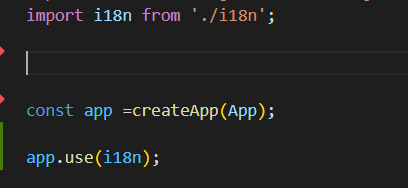 import i18n from './i18n';
const app =createApp(App);
app.use(i18n);